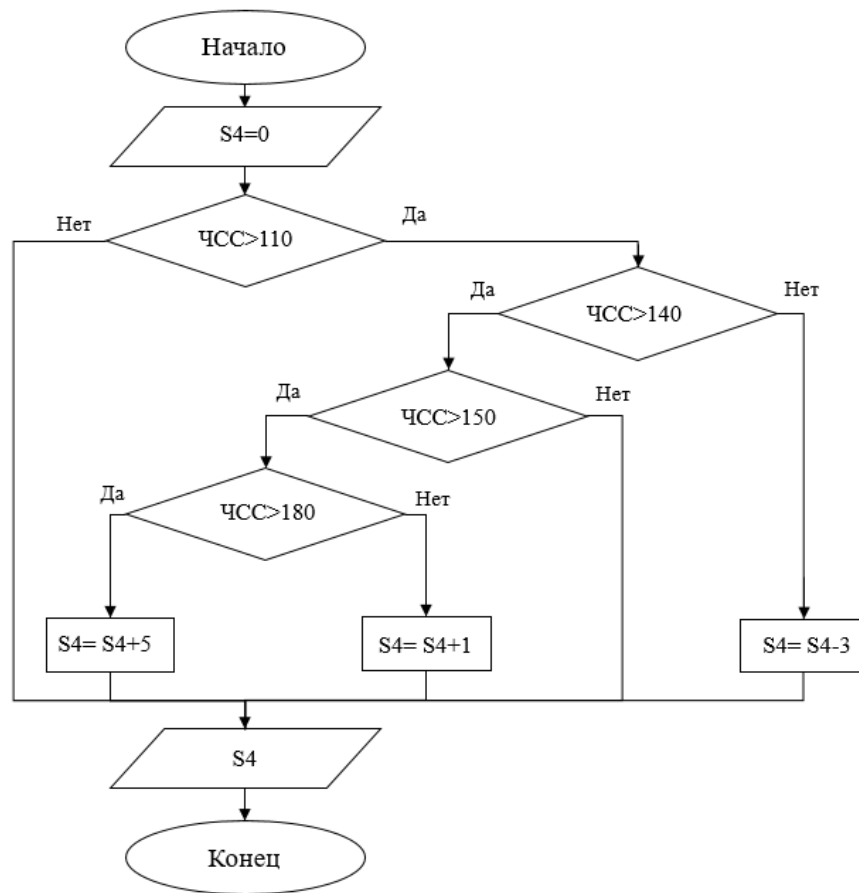 Начало
S4=0
Нет
Да
ЧСС>110
Да
Нет
ЧСС>140
Да
Нет
ЧСС>150
Да
Нет
ЧСС>180
S4= S4+5
S4= S4+1
S4= S4-3
S4
Конец